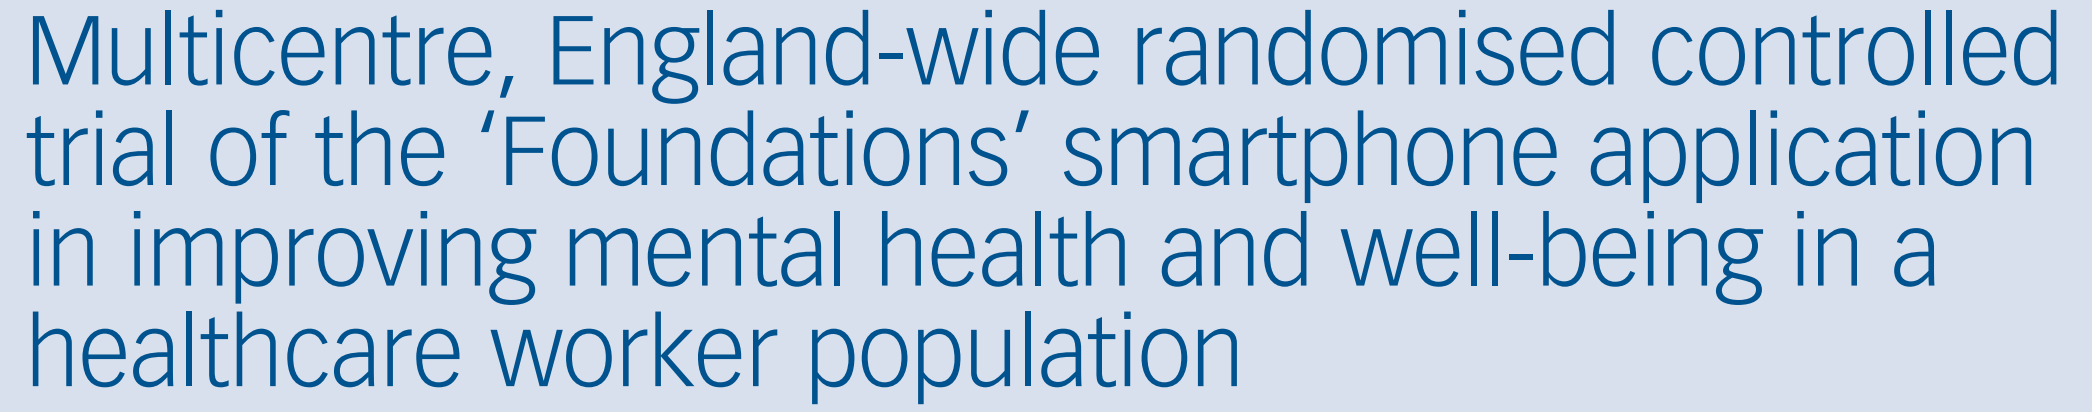 Multicentre, England-wide randomised controlled
trial of the ‘Foundations’ smartphone application
in improving mental health and well-being in a
healthcare worker population